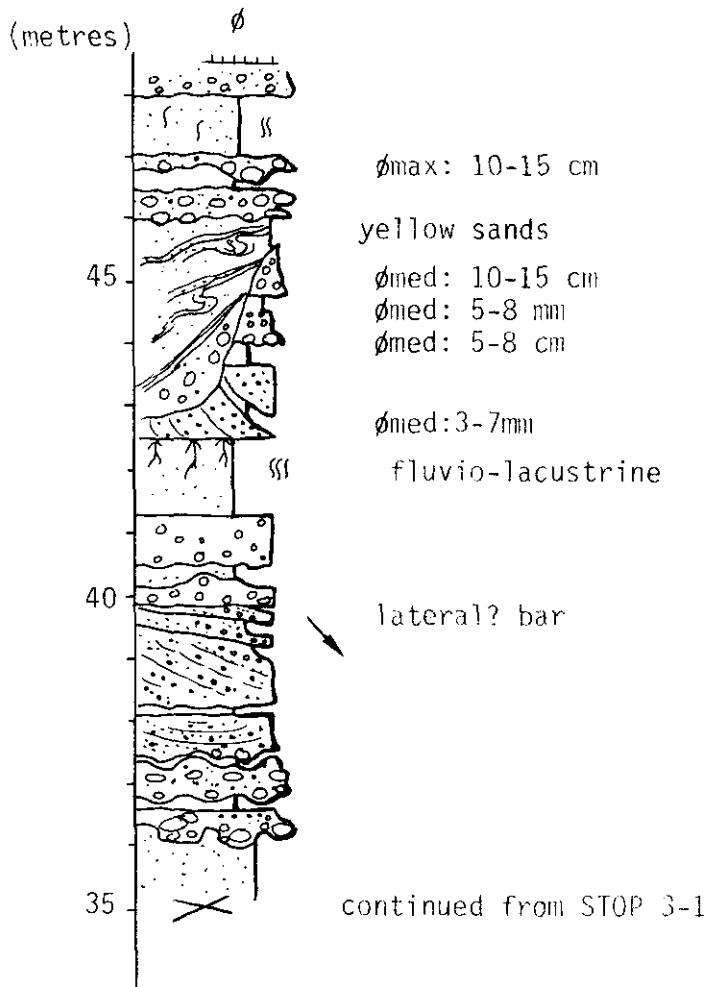 ø
(metres)
ømax: 10-15 cm
yellow sands
45
ømed: 10-15 cm
ømed: 5-8 mm
ømed: 5-8 cm
ømed:3-7mm
fluvio-lacustrine
40
lateral? bar
35
continued from STOP 3-1